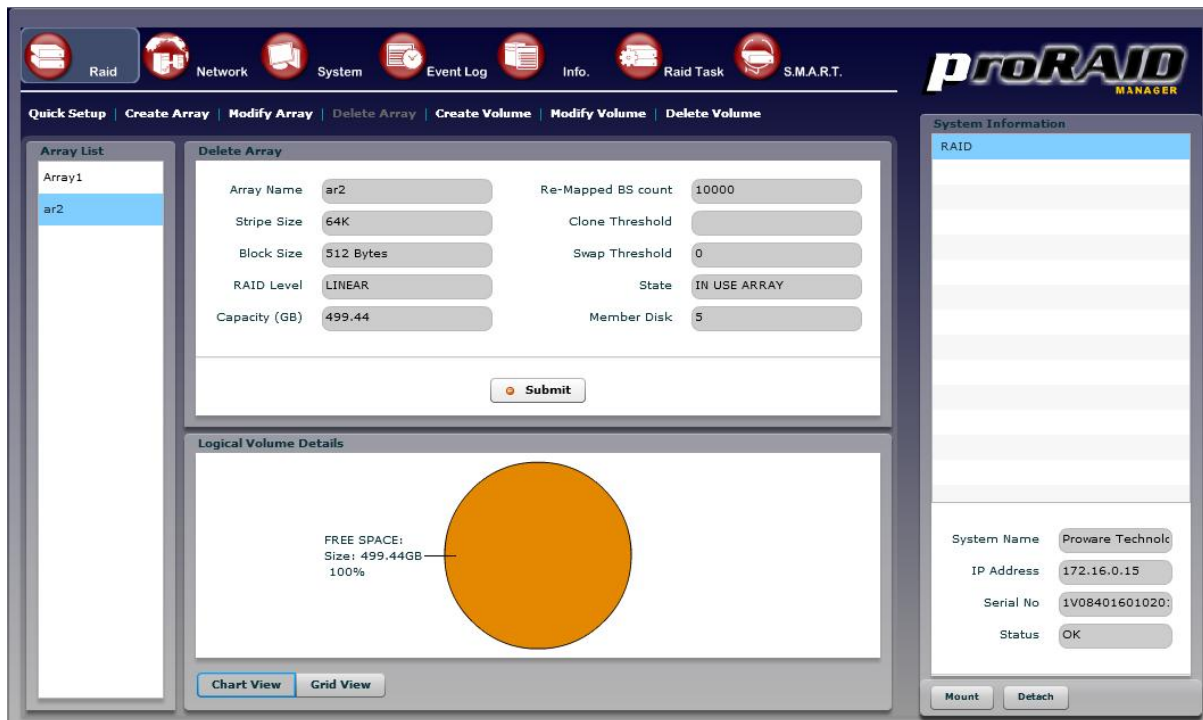 Raid
Network
System
Event Log
Info.
Raid Task
S.M.A.R.T.
proRAID
MANAGER
Quick Setup | Create Array | Modify Array | Delete Array | Create Volume | Modify Volume | Delete Volume
Array List
Array1
ar2
Delete Array
Array Name ar2
Stripe Size 64K
Block Size 512 Bytes
RAID Level LINEAR
Capacity (GB) 499.44
Re-Mapped BS count 10000
Clone Threshold
Swap Threshold 0
State IN USE ARRAY
Member Disk 5
Submit
Logical Volume Details
FREE SPACE:
Size: 499.44GB
100%
Chart View
Grid View
System Information
RAID
System Name Proware Technolo
IP Address 172.16.0.15
Serial No 1V08401601020:
Status OK
Mount
Detach